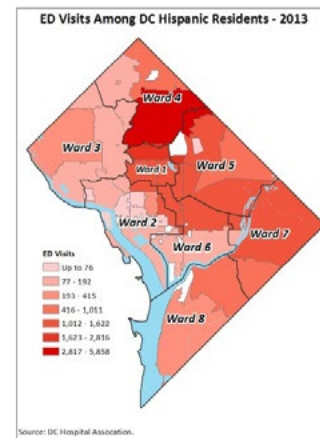 ED Visits Among DC Hispanic Residents - 2013
Ward 4
Ward 3
Ward 5
Ward 1
Ward 2
Ward 6
Ward 7
Ward 8
ED Visits
Up to 76
77 - 192
193 - 415
456 - 1,011
1,012 - 1,622
1,623 - 2,816
2,817 - 5,858
Source: DC Hospital Assocation.